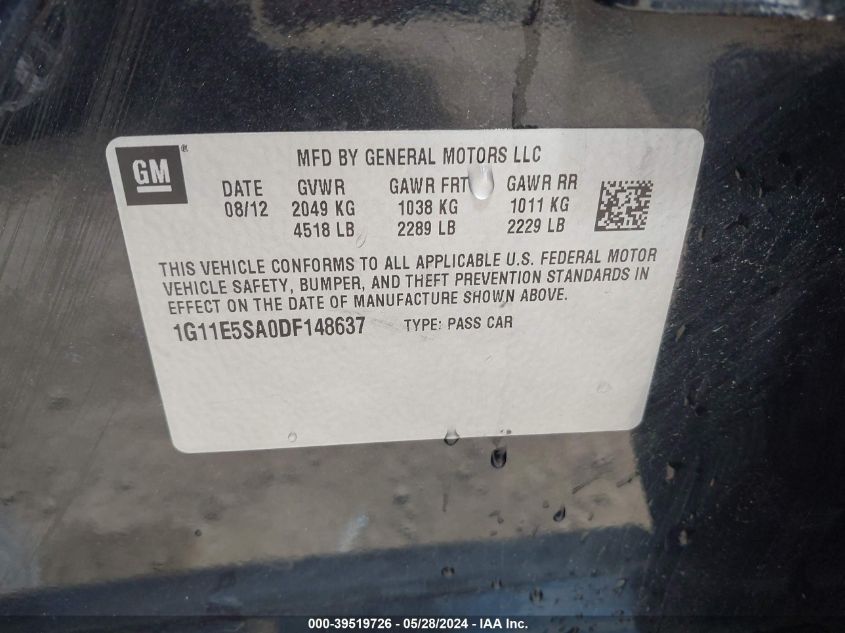 GM
MFD BY GENERAL MOTORS LLC
DATE GVWR GAWR FRT GAWR RR
08/12 2049 KG 1038 KG 1011 KG
4518 LB 2289 LB 2229 LB
THIS VEHICLE CONFORMS TO ALL APPLICABLE U.S. FEDERAL MOTOR
VEHICLE SAFETY, BUMPER, AND THEFT PREVENTION STANDARDS IN
EFFECT ON THE DATE OF MANUFACTURE SHOWN ABOVE.
1G11E5SA0DF148637 TYPE: PASS CAR
000-39519726 - 05/28/2024 - IAA Inc.